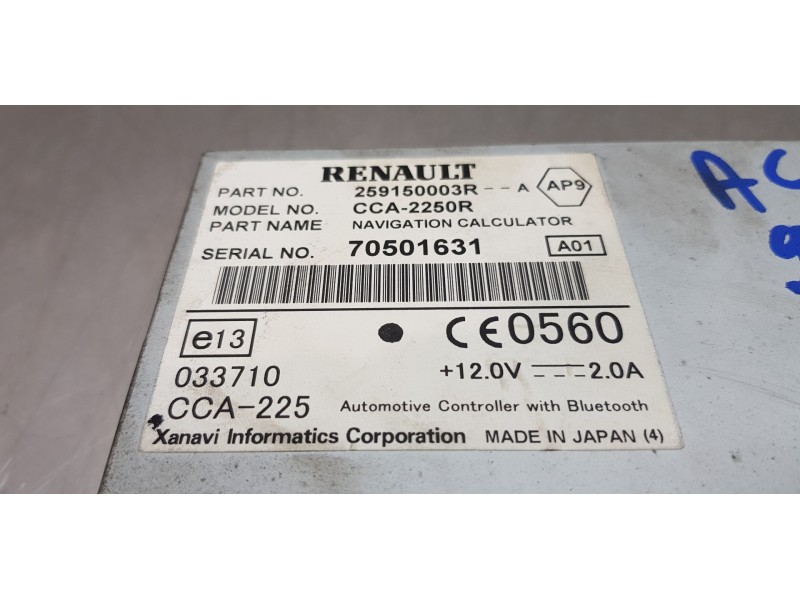 RENAULT
PART NO. 259150003R -- A AP9
MODEL NO. CCA-2250R
PART NAME NAVIGATION CALCULATOR
SERIAL NO. 70501631 A01
e13 CE0560
033710 +12.0V 2.0A
CCA-225 Automotive Controller with Bluetooth
Xanavi Informatics Corporation MADE IN JAPAN (4)
AC